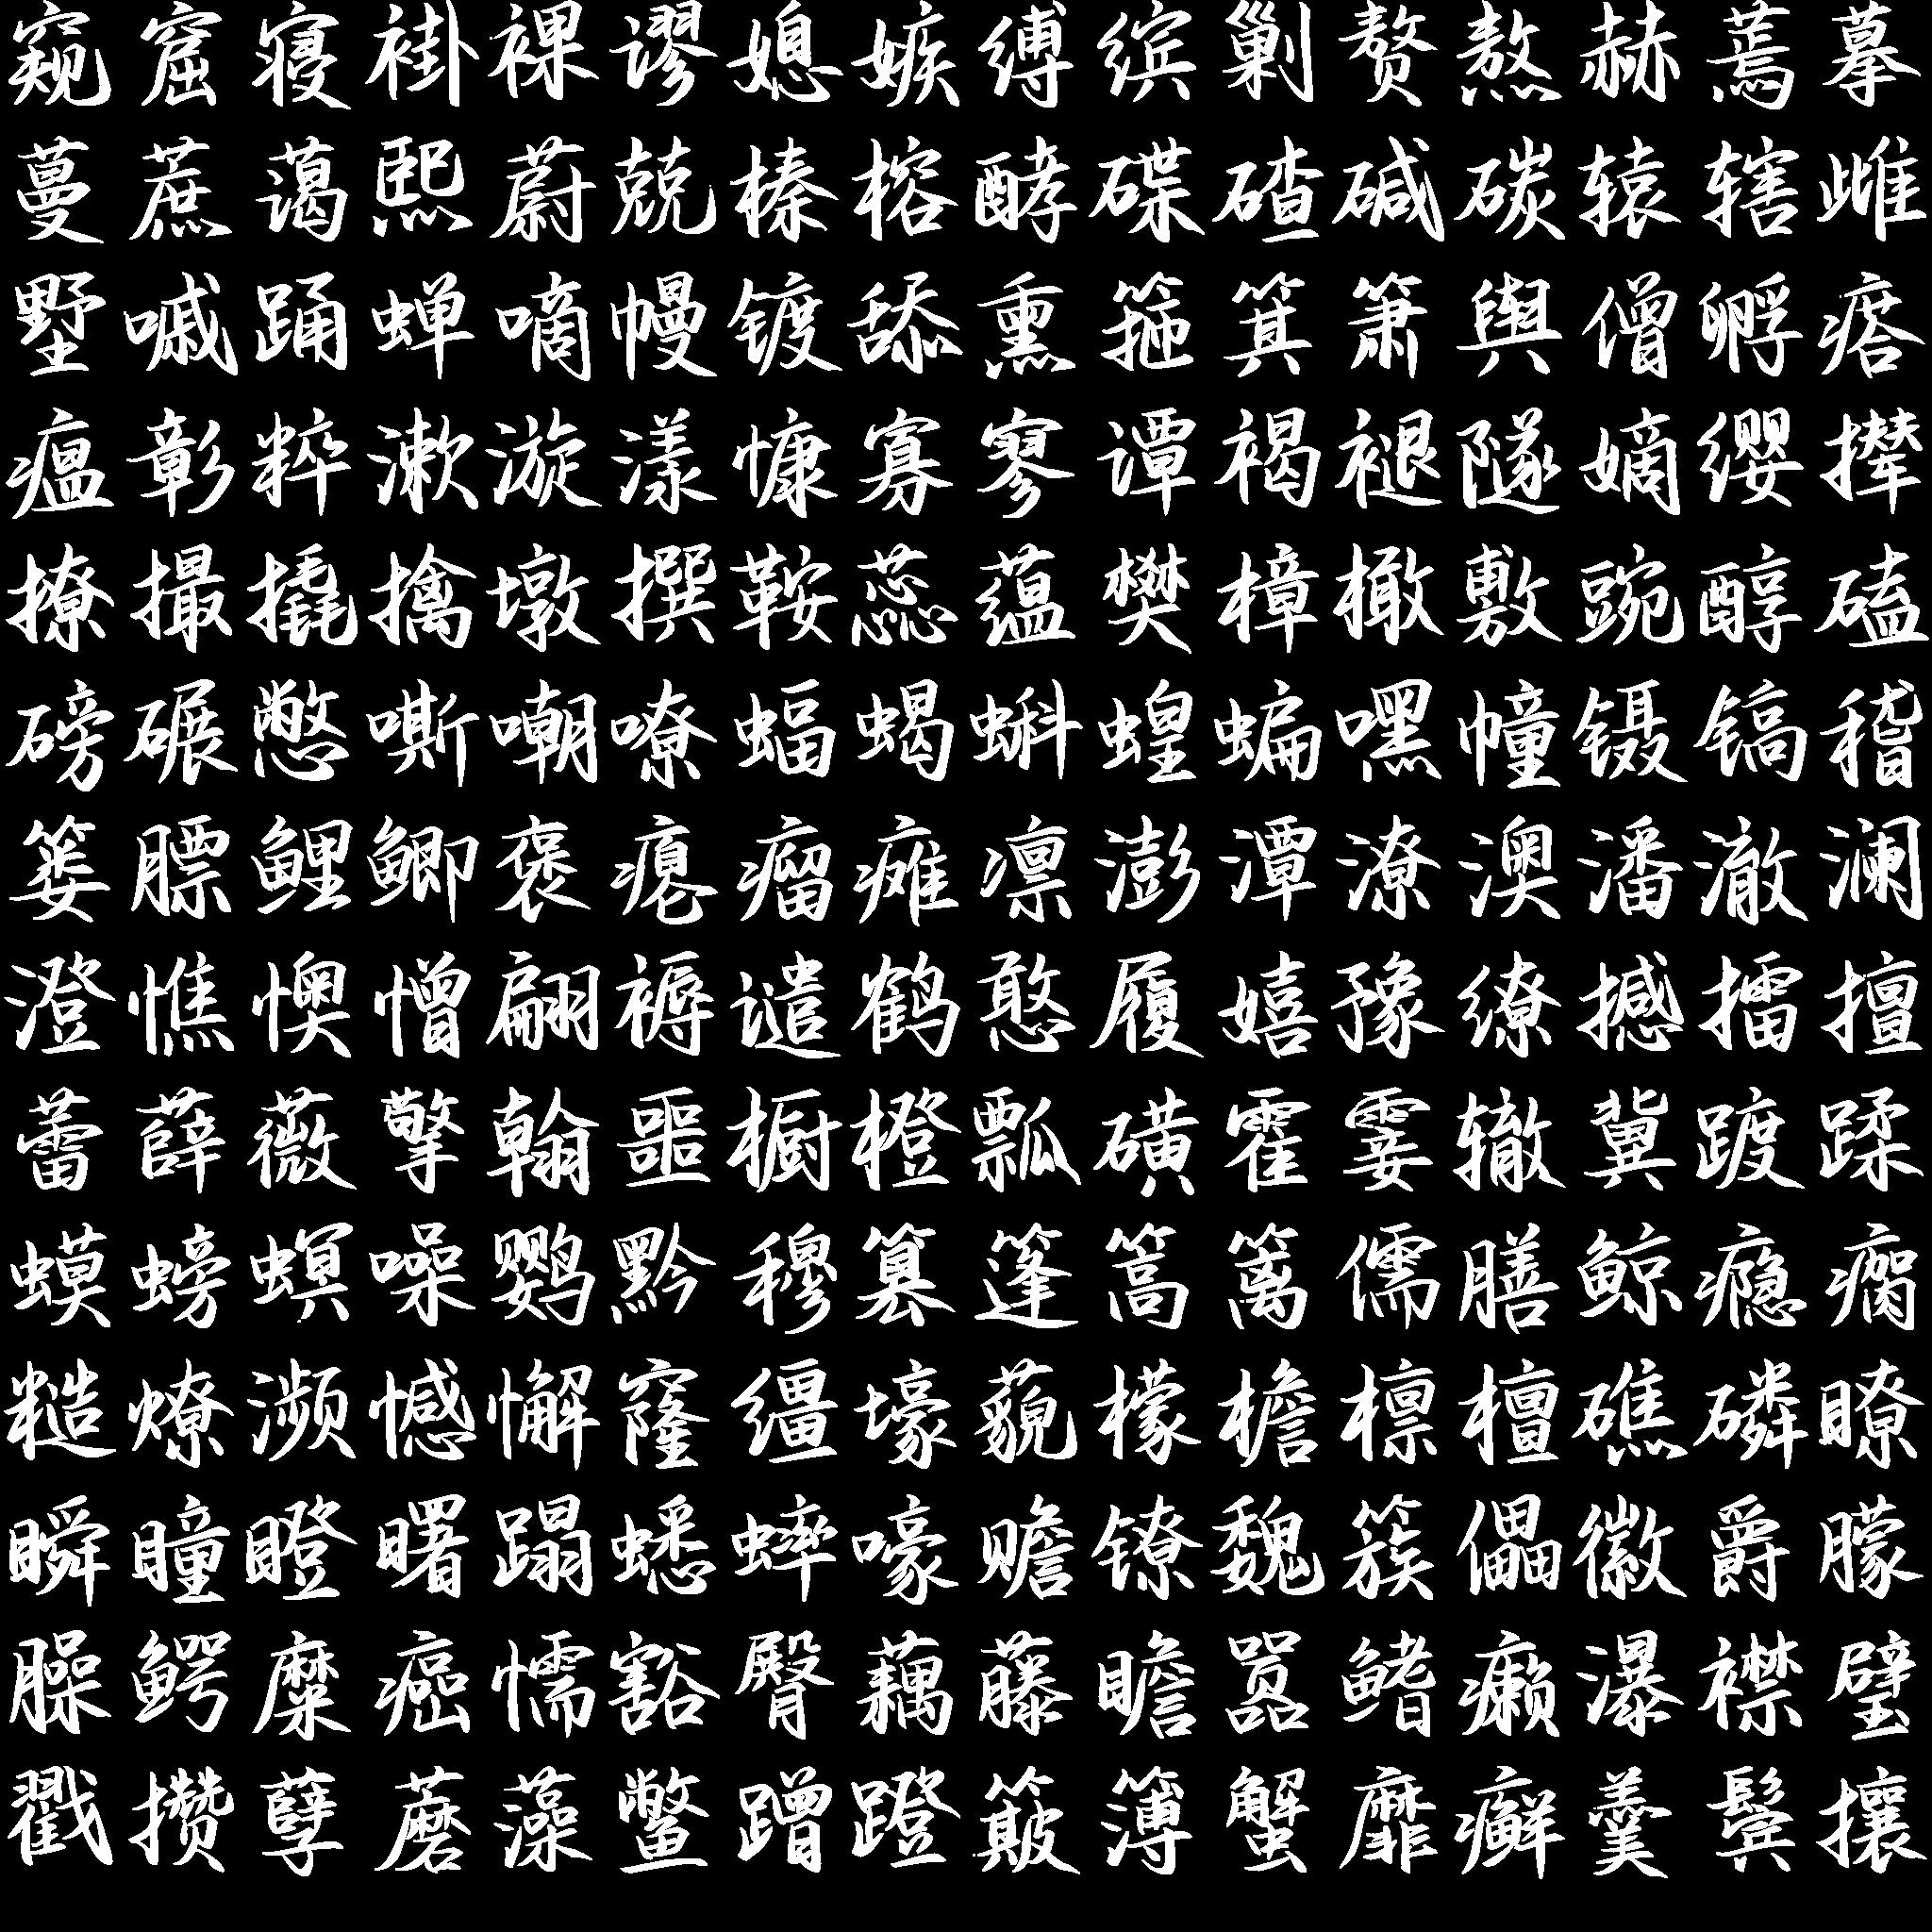 窥窟寝褂裸谬媳嫉缚缤剿赘熬赫蔫摹
蔓蔗蔼熙蔚兢榛榕酵碟碴碱碳辕辖雌
墅嘁踊蝉嘀幔镀舔熏箍箕箫舆僧孵瘩
瘟彰粹漱漩漾慷寡寥谭褐褪隧嫡缨撵
撩撮撬擒墩撰鞍蕊蕴樊樟橄敷豌醇磕
磅碾憋嘶嘲嘹蝠蝎蝌蝗蝙嘿幢镊镐稽
篓膘鲤鲫褒瘪瘤瘫凛澎潭潦澳潘澈澜
澄憔懊憎翩褥谴鹤憨履嬉豫缭撼擂擅
蕾薛薇擎翰噩橱橙瓢磺霍霎辙冀踱蹂
蟆螃螟噪鹦黔穆篡篷篙篱儒膳鲸瘾瘸
糙燎濒憾懈窿缰壕藐檬檐檩檀礁磷瞭
瞬瞳瞪曙蹋蟋蟀嚎赡镣魏簇儡徽爵朦
臊鳄糜癌懦豁臀藕藤瞻嚣鳍癞瀑襟璧
戳攒孽蘑藻鳖蹭蹬簸簿蟹靡癣羹鬓攘